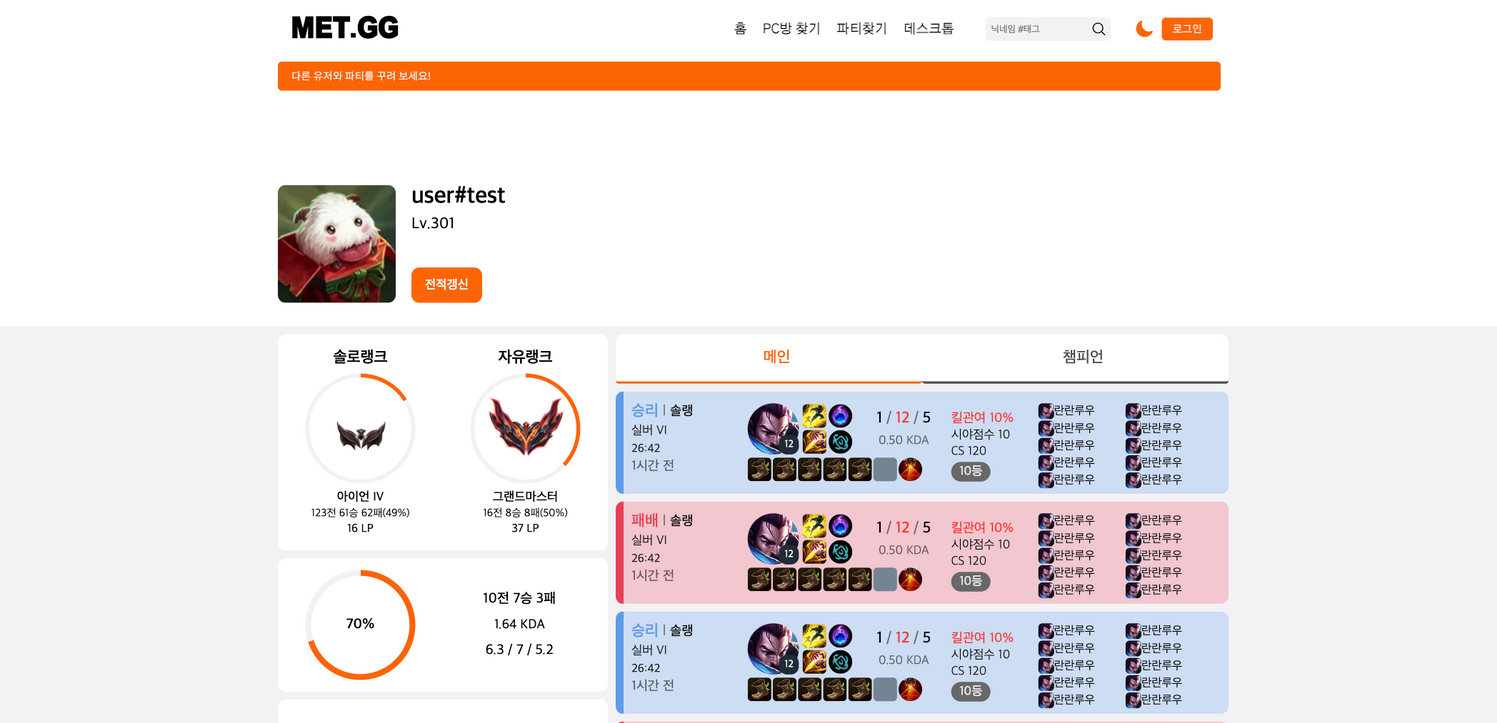 MET.GG
홈 PC방 찾기 파티찾기 데스크톱 닉네임 #태그 로그인
다른 유저와 파티를 꾸려 보세요!
user#test
Lv.301
전적갱신
솔로랭크
아이언 IV
123전 61승 62패(49%)
16 LP
자유랭크
그랜드마스터
16전 8승 8패(50%)
37 LP
70%
10전 7승 3패
1.64 KDA
6.3 / 7 / 5.2
메인 챔피언
승리 | 솔랭
실버 VI
26:42
1시간 전
12
1 / 12 / 5
0.50 KDA
킬관여 10%
시야점수 10
CS 120
10등
란란루우 란란루우
란란루우 란란루우
란란루우 란란루우
란란루우 란란루우
란란루우 란란루우
패배 | 솔랭
실버 VI
26:42
1시간 전
12
1 / 12 / 5
0.50 KDA
킬관여 10%
시야점수 10
CS 120
10등
란란루우 란란루우
란란루우 란란루우
란란루우 란란루우
란란루우 란란루우
란란루우 란란루우
승리 | 솔랭
실버 VI
26:42
1시간 전
12
1 / 12 / 5
0.50 KDA
킬관여 10%
시야점수 10
CS 120
10등
란란루우 란란루우
란란루우 란란루우
란란루우 란란루우
란란루우 란란루우
란란루우 란란루우